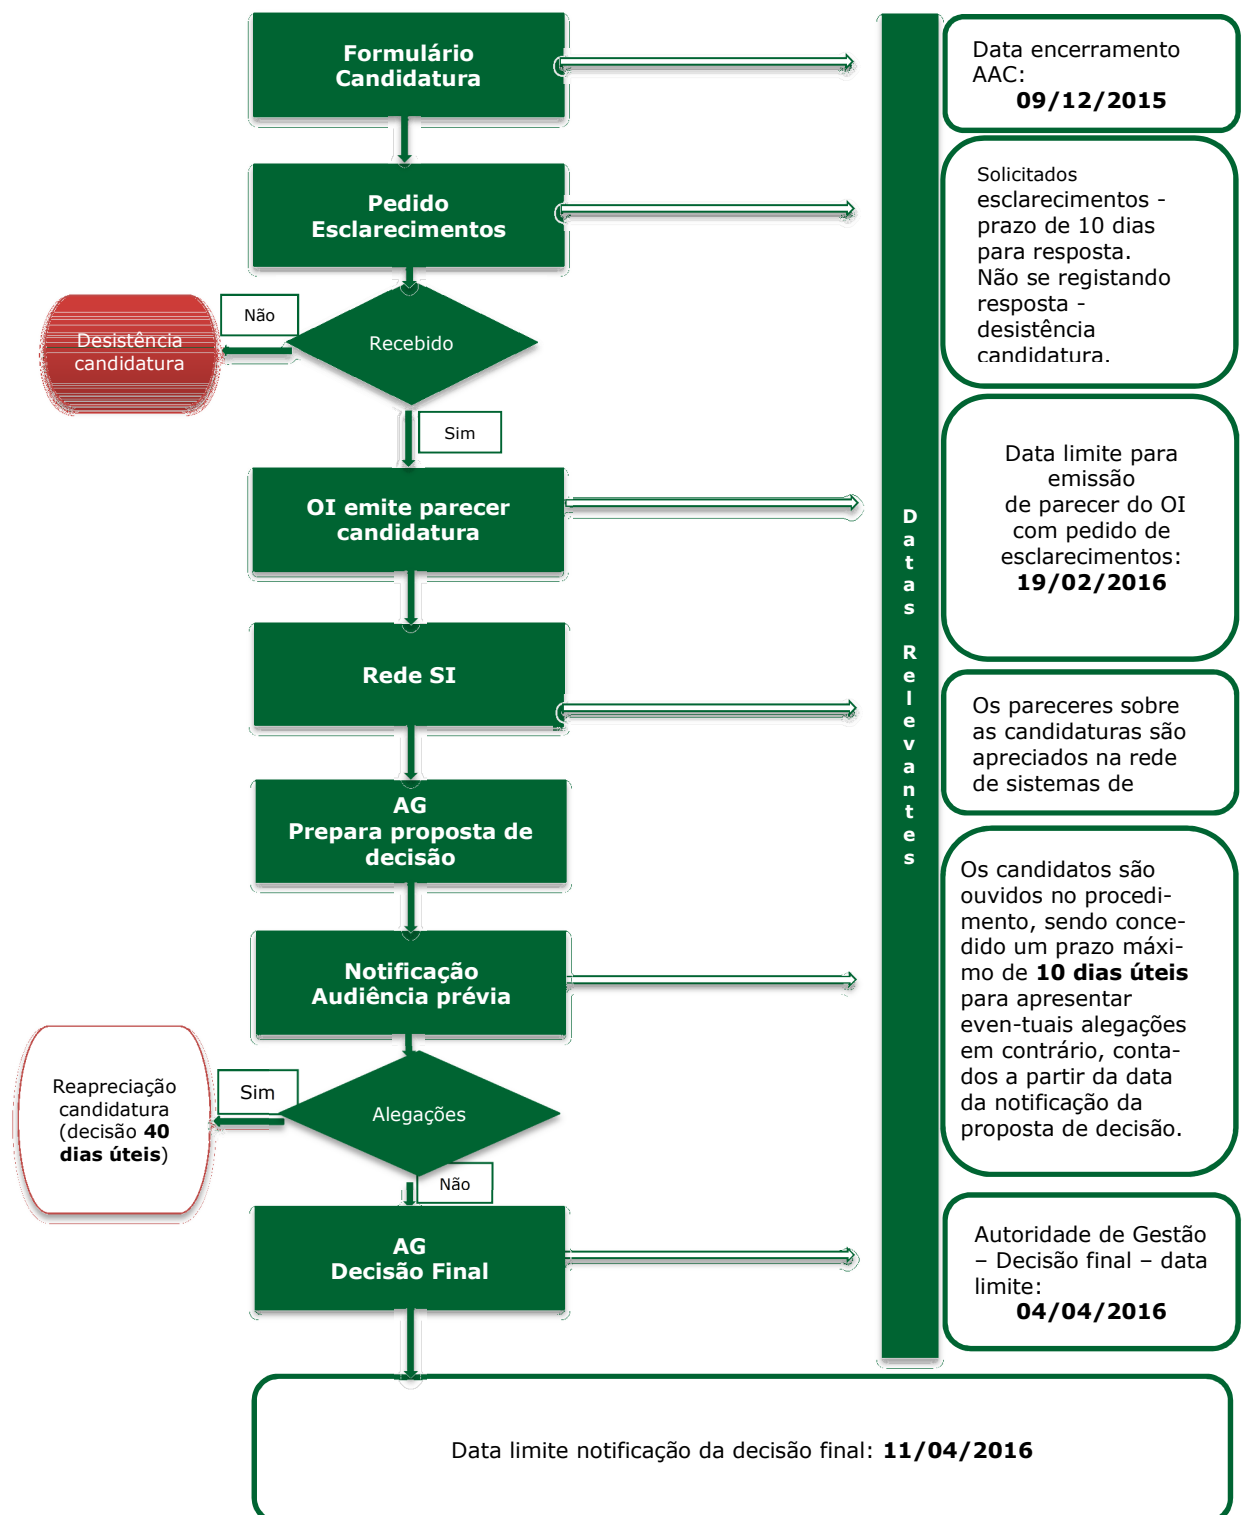 Formulário
Candidatura
Data encerramento
AAC:
09/12/2015
Pedido
Esclarecimentos
Solicitados
esclarecimentos -
prazo de 10 dias
para resposta.
Não se registando
resposta -
desistência
candidatura.
Não
Desistência
candidatura
Recebido
Sim
OI emite parecer
candidatura
Data limite para
emissão
de parecer do OI
com pedido de
esclarecimentos:
19/02/2016
Datas Relevantes
Rede SI
Os pareceres sobre
as candidaturas são
apreciados na rede
de sistemas de
AG
Prepara proposta de
decisão
Notificação
Audiência prévia
Os candidatos são
ouvidos no procedi-
mento, sendo conce-
dido um prazo máxi-
mo de 10 dias úteis
para apresentar
even-tuais alegações
em contrário, conta-
dos a partir da data
da notificação da
proposta de decisão.
Sim
Reapreciação
candidatura
(decisão 40
dias úteis)
Alegações
Não
AG
Decisão Final
Autoridade de Gestão
– Decisão final – data
limite:
04/04/2016
Data limite notificação da decisão final: 11/04/2016